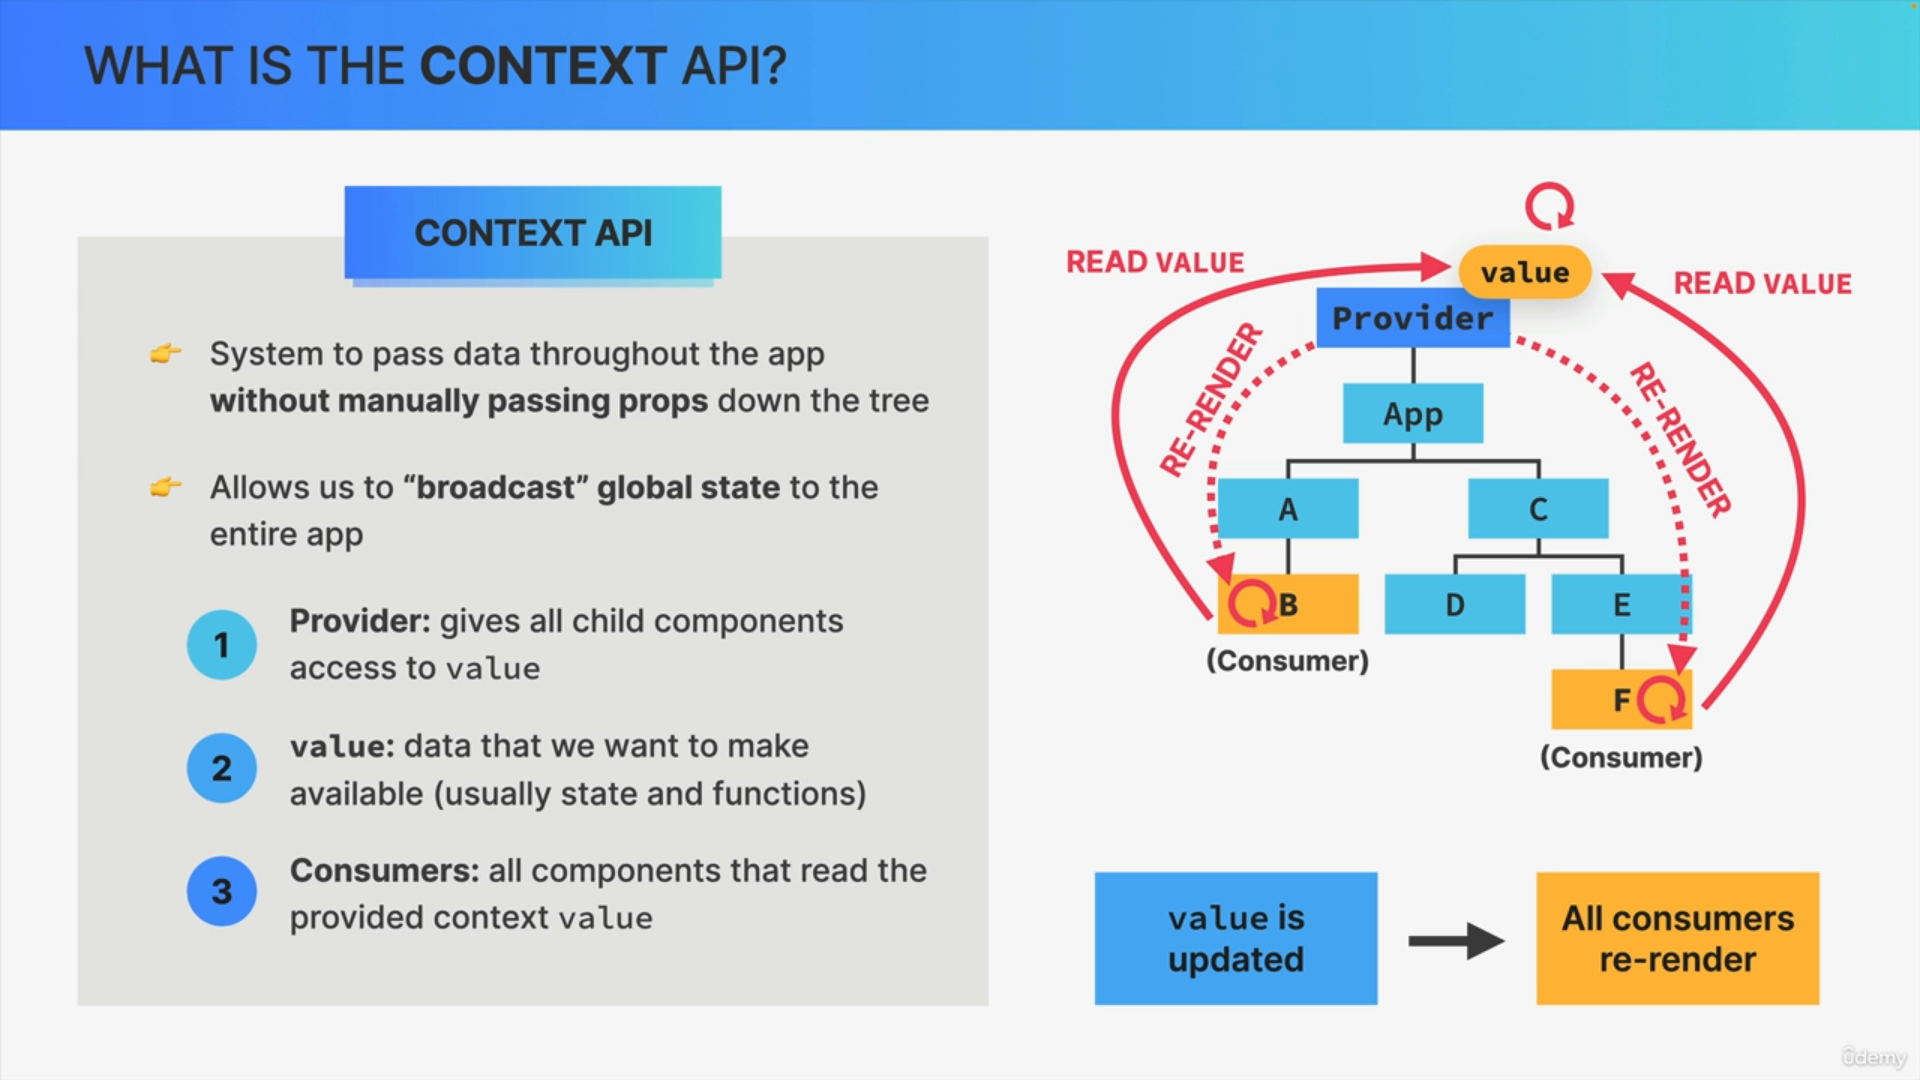 WHAT IS THE CONTEXT API?
CONTEXT API
👉 System to pass data throughout the app
without manually passing props down the tree
👉 Allows us to “broadcast” global state to the
entire app
1
Provider: gives all child components
access to value
2
value: data that we want to make
available (usually state and functions)
3
Consumers: all components that read the
provided context value
READ VALUE
value
READ VALUE
Provider
RE-RENDER
RE-RENDER
App
A
C
B
D
E
(Consumer)
F
(Consumer)
value is
updated
All consumers
re-render
ûdemy